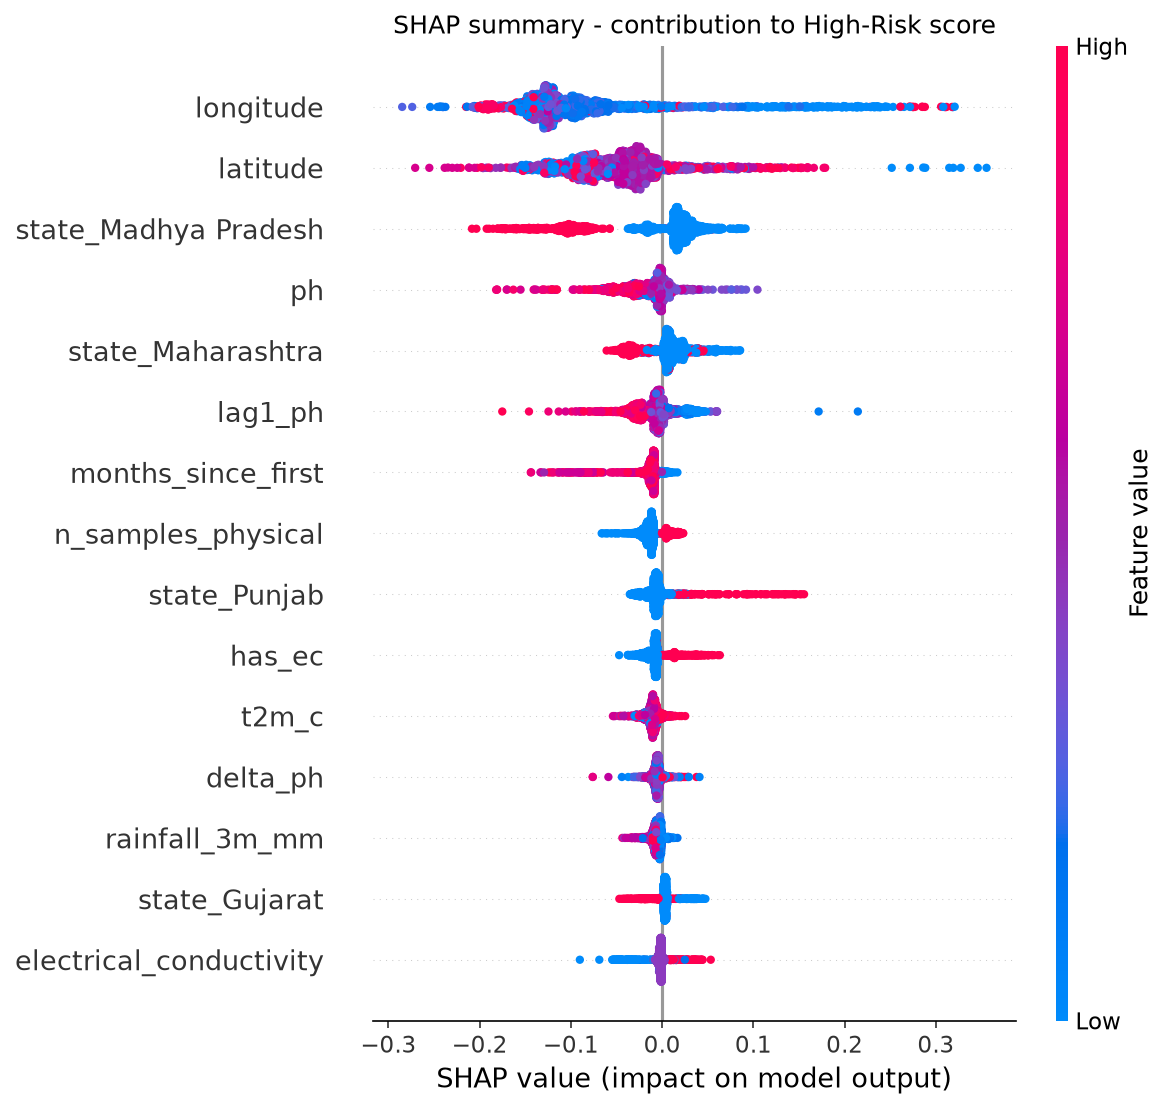 SHAP summary - contribution to High-Risk score
High
longitude
latitude
state_Madhya Pradesh
ph
state_Maharashtra
lag1_ph
months_since_first
n_samples_physical
state_Punjab
has_ec
t2m_c
delta_ph
rainfall_3m_mm
state_Gujarat
electrical_conductivity
Feature value
Low
−0.3 −0.2 −0.1 0.0 0.1 0.2 0.3
SHAP value (impact on model output)